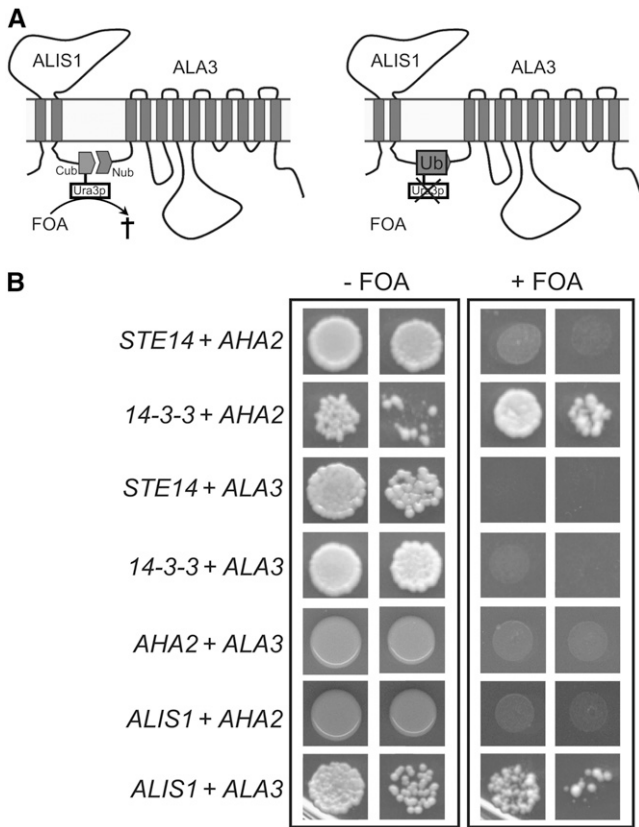 A
ALIS1
ALA3
Cub
Nub
Ura3p
FOA
ALIS1
ALA3
Ub
Ura3p
FOA
B
- FOA
+ FOA
STE14 + AHA2
14-3-3 + AHA2
STE14 + ALA3
14-3-3 + ALA3
AHA2 + ALA3
ALIS1 + AHA2
ALIS1 + ALA3